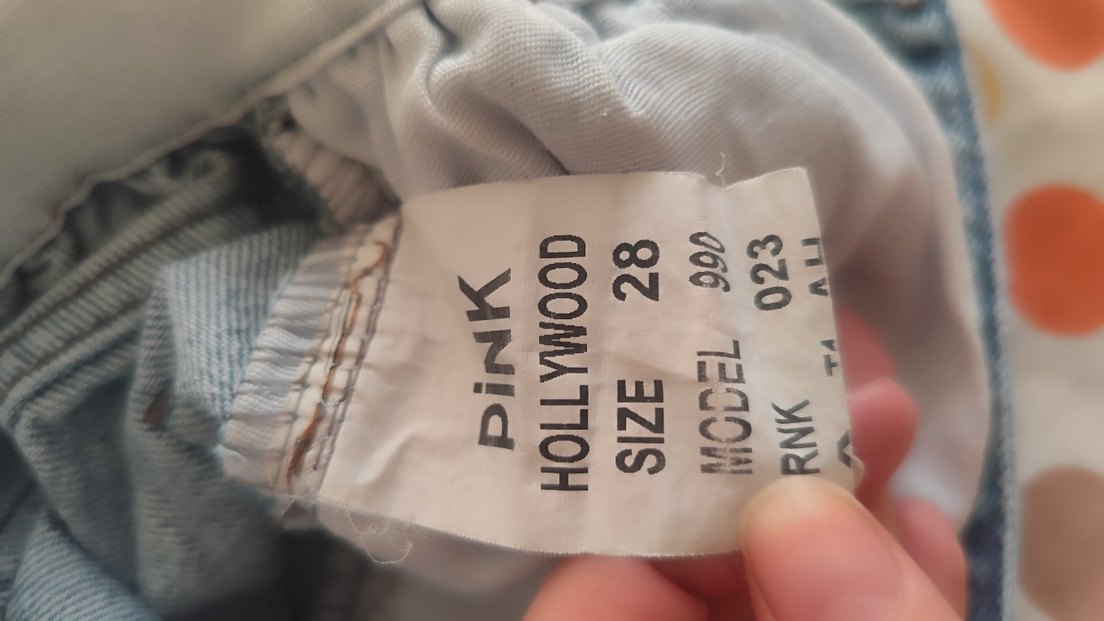 PiNK
HOLLYWOOD
SIZE 28
MODEL 990
RNK 023